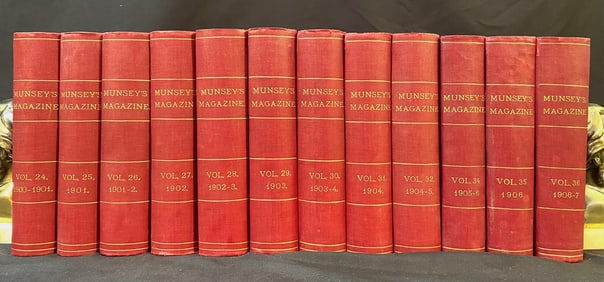 MUNSEY'S
MAGAZINE
VOL. 24.
1900-1901.
MUNSEY'S
MAGAZINE
VOL. 25.
1901.
MUNSEY'S
MAGAZINE
VOL. 26.
1901-2.
MUNSEY'S
MAGAZINE
VOL. 27.
1902.
MUNSEY'S
MAGAZINE
VOL. 28.
1902-3.
MUNSEY'S
MAGAZINE
VOL. 29.
1903.
MUNSEY'S
MAGAZINE
VOL. 30.
1903-4.
MUNSEY'S
MAGAZINE
VOL. 31.
1904.
MUNSEY'S
MAGAZINE
VOL. 32.
1904-5.
MUNSEY'S
MAGAZINE
VOL. 34
1905-6
MUNSEY'S
MAGAZINE
VOL. 35
1906
MUNSEY'S
MAGAZINE
VOL. 36
1906-7